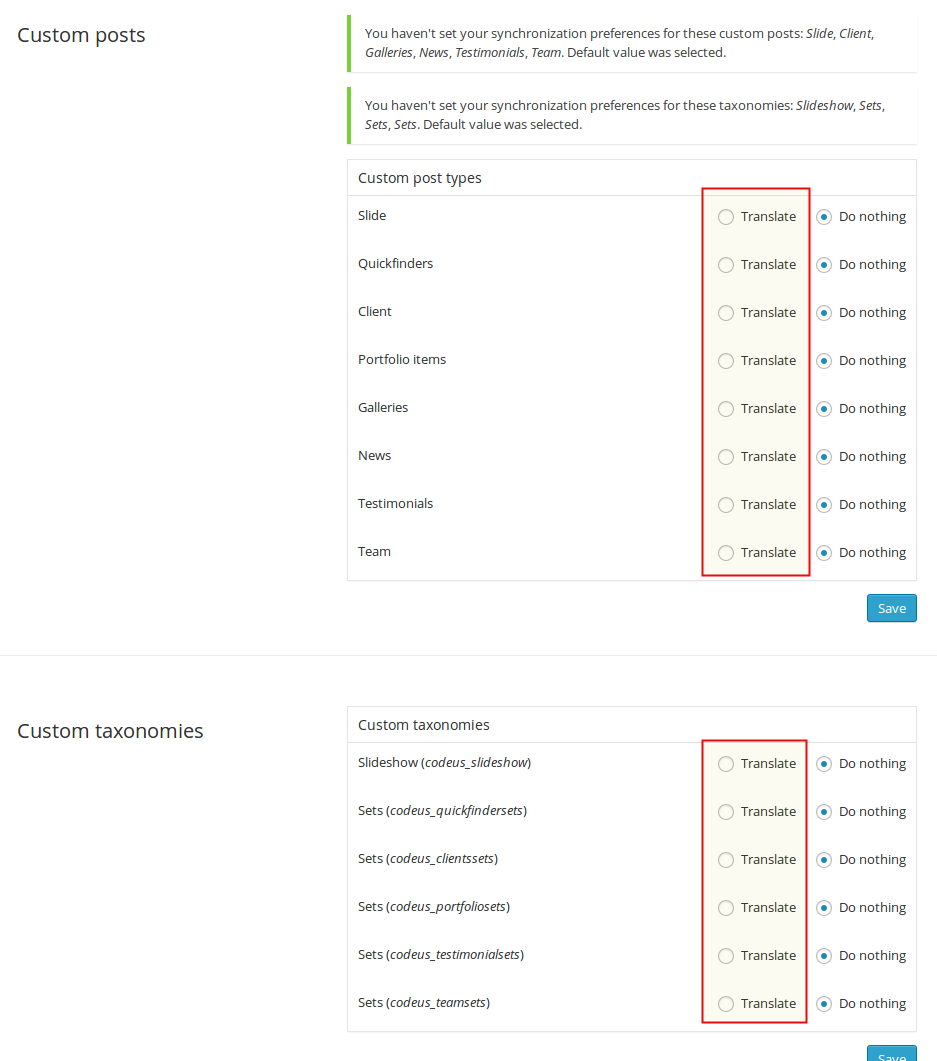 Custom posts
You haven't set your synchronization preferences for these custom posts: Slide, Client,
Galleries, News, Testimonials, Team. Default value was selected.
You haven't set your synchronization preferences for these taxonomies: Slideshow, Sets,
Sets, Sets. Default value was selected.
Custom post types
Slide Translate Do nothing
Quickfinders Translate Do nothing
Client Translate Do nothing
Portfolio items Translate Do nothing
Galleries Translate Do nothing
News Translate Do nothing
Testimonials Translate Do nothing
Team Translate Do nothing
Save
Custom taxonomies
Custom taxonomies
Slideshow (codeus_slideshow) Translate Do nothing
Sets (codeus_quickfindersets) Translate Do nothing
Sets (codeus_clientssets) Translate Do nothing
Sets (codeus_portfoliosets) Translate Do nothing
Sets (codeus_testimonialsets) Translate Do nothing
Sets (codeus_teamsets) Translate Do nothing
Save